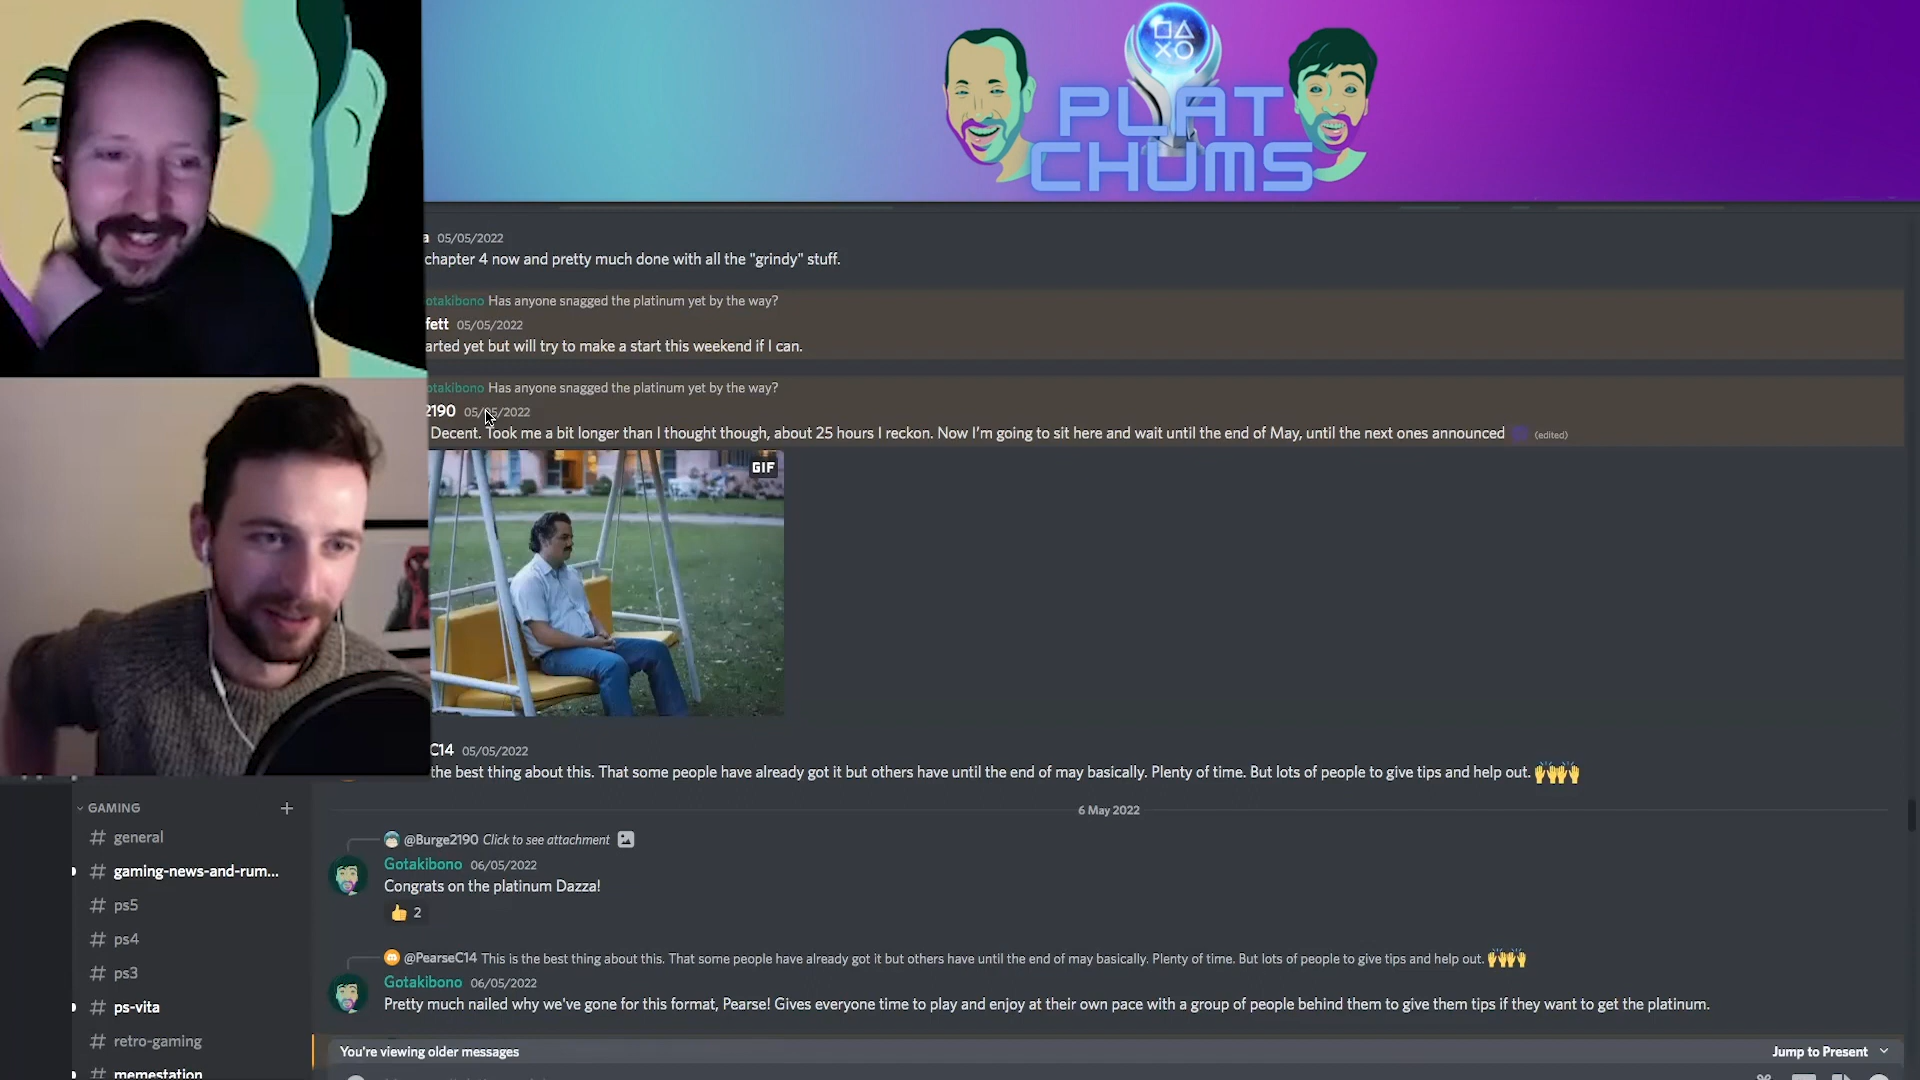 PLAT
CHUMS
a 05/05/2022
chapter 4 now and pretty much done with all the "grindy" stuff.
otakibono Has anyone snagged the platinum yet by the way?
fett 05/05/2022
arted yet but will try to make a start this weekend if I can.
otakibono Has anyone snagged the platinum yet by the way?
2190 05/05/2022
Decent. Took me a bit longer than I thought though, about 25 hours I reckon. Now I'm going to sit here and wait until the end of May, until the next ones announced (edited)
GIF
C14 05/05/2022
the best thing about this. That some people have already got it but others have until the end of may basically. Plenty of time. But lots of people to give tips and help out. 🙌🙌
GAMING
6 May 2022
# general
@Burge2190 Click to see attachment
Gotakibono 06/05/2022
# gaming-news-and-rum...
Congrats on the platinum Dazza!
# ps5
👍 2
# ps4
@PearseC14 This is the best thing about this. That some people have already got it but others have until the end of may basically. Plenty of time. But lots of people to give tips and help out. 🙌🙌
# ps3
Gotakibono 06/05/2022
# ps-vita
Pretty much nailed why we've gone for this format, Pearse! Gives everyone time to play and enjoy at their own pace with a group of people behind them to give them tips if they want to get the platinum.
# retro-gaming
You're viewing older messages
Jump to Present
# memestation